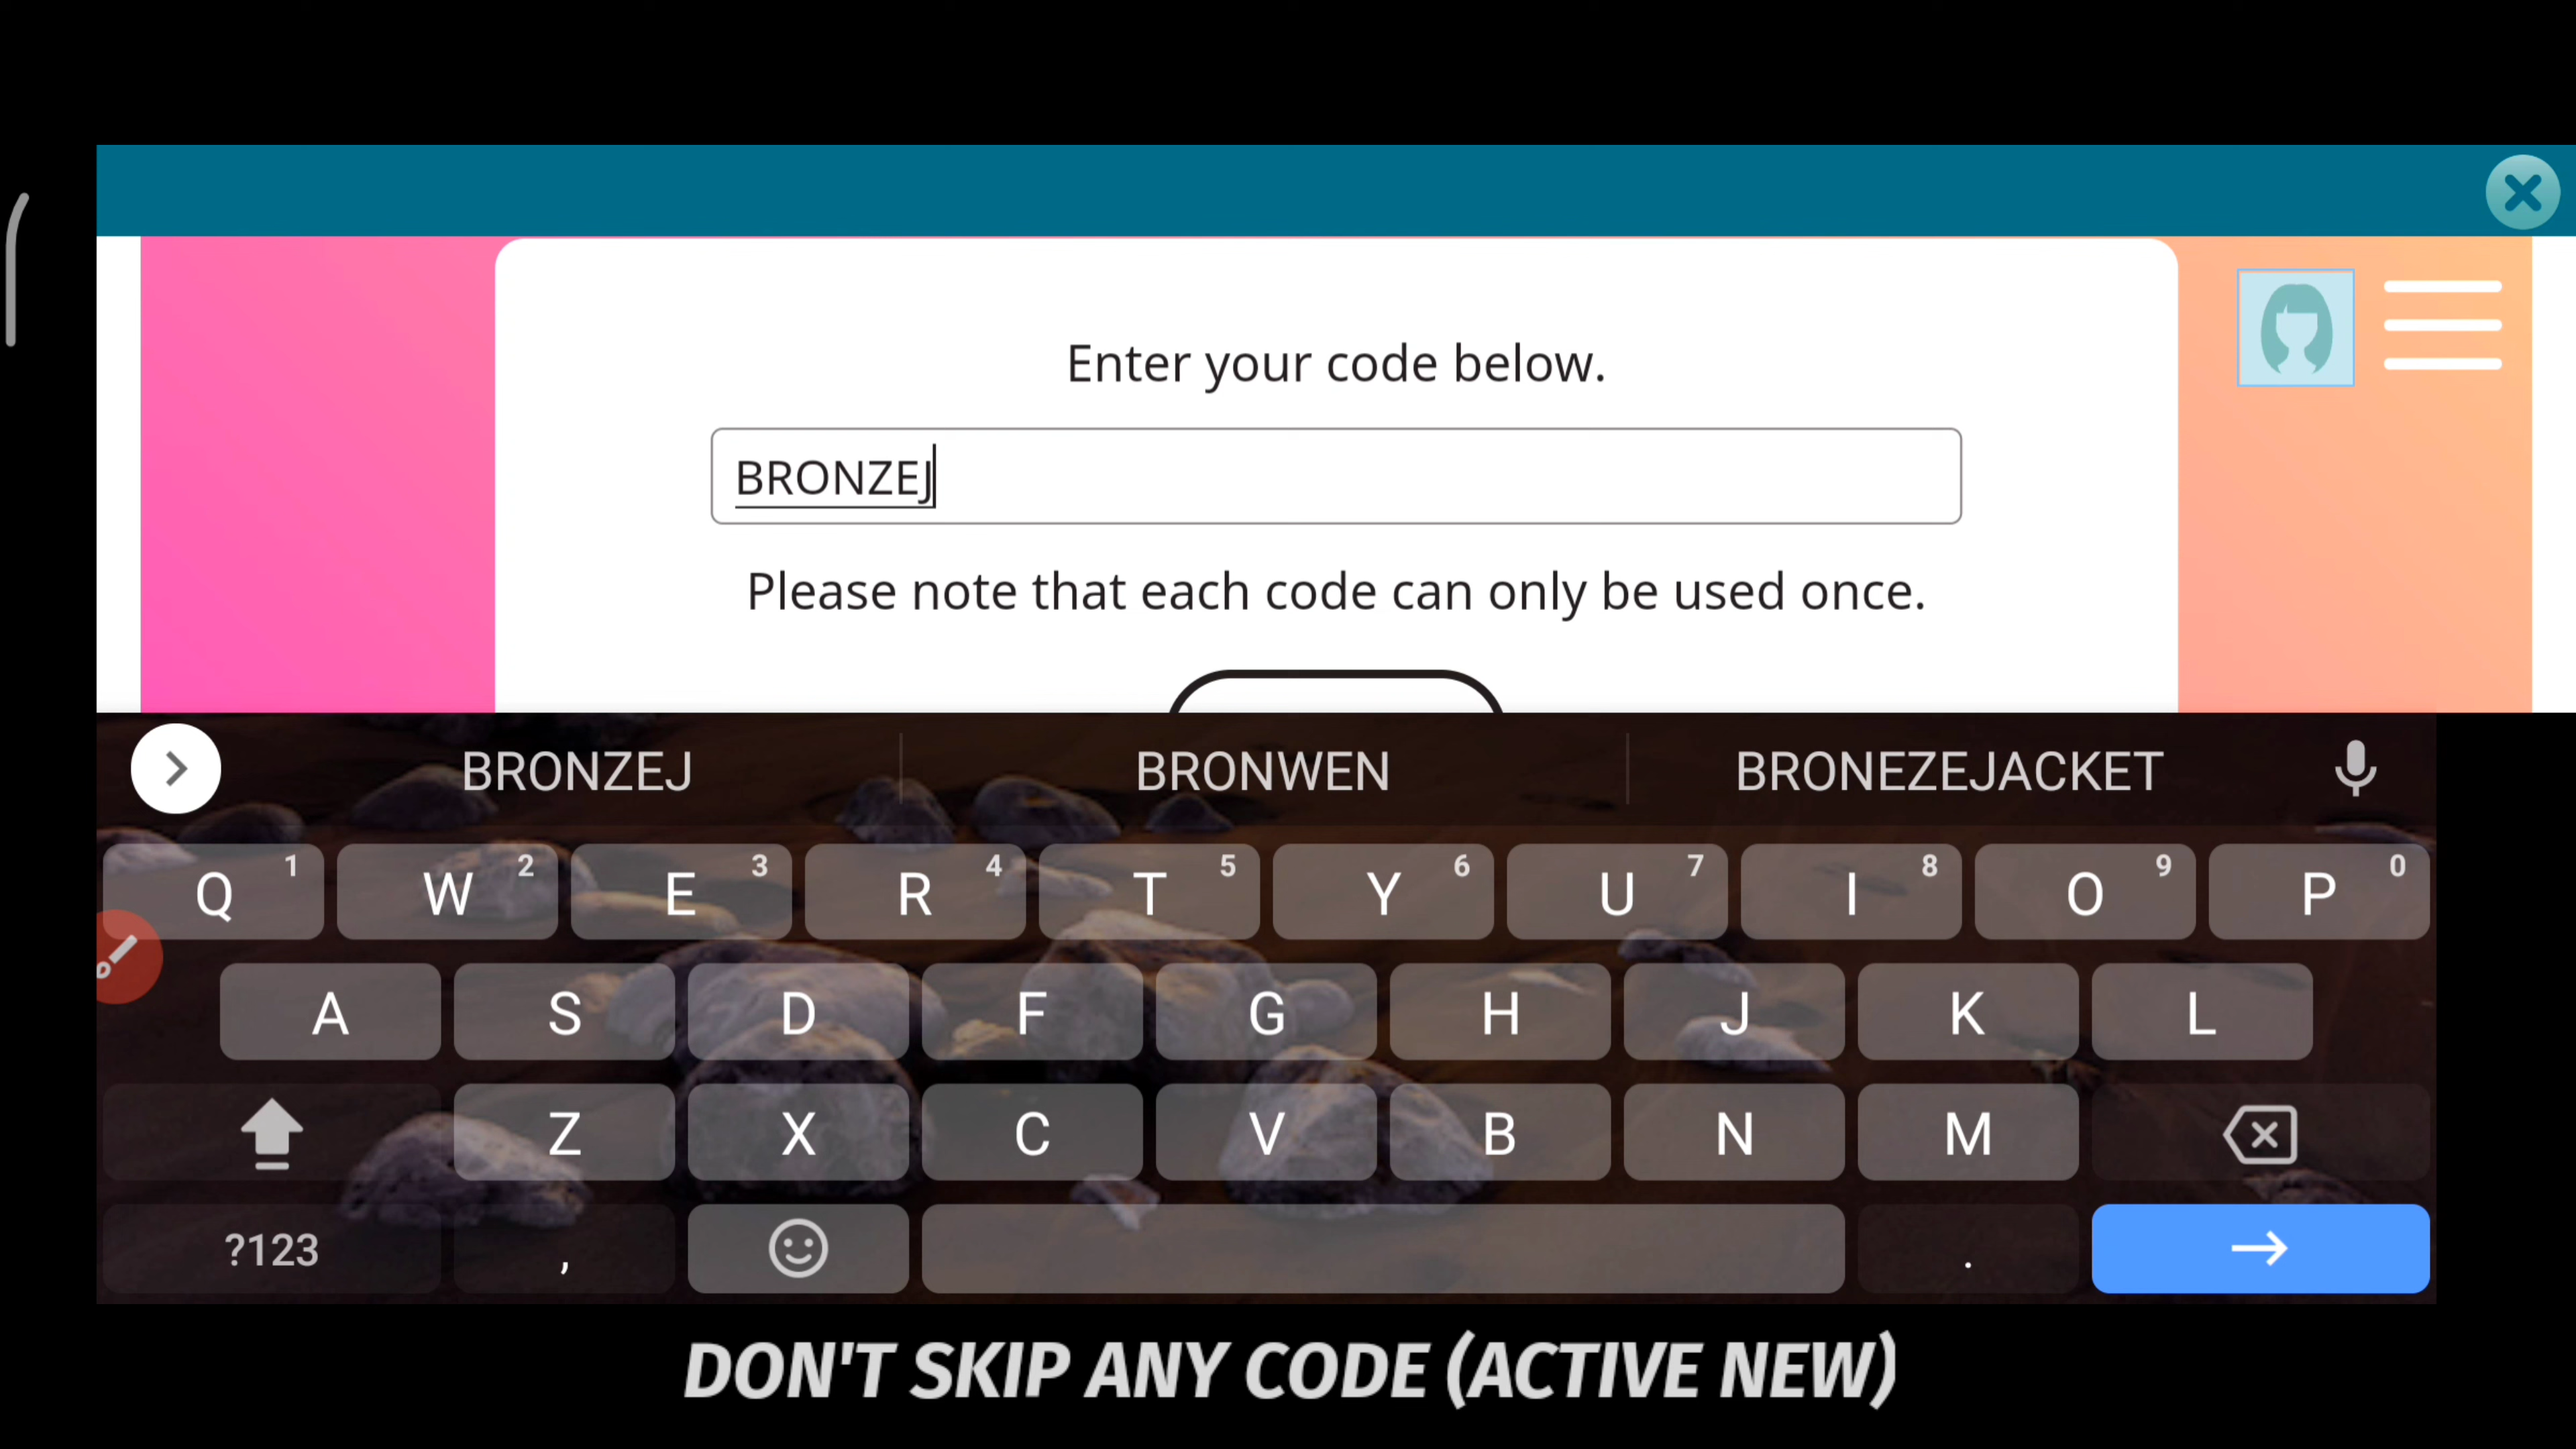 Enter your code below.
BRONZEJ
Please note that each code can only be used once.
BRONZEJ BRONWEN BRONEZEJACKET
Q 1 W 2 E 3 R 4 T 5 Y 6 U 7 I 8 O 9 P 0
A S D F G H J K L
Z X C V B N M
?123 , .
DON'T SKIP ANY CODE (ACTIVE NEW)